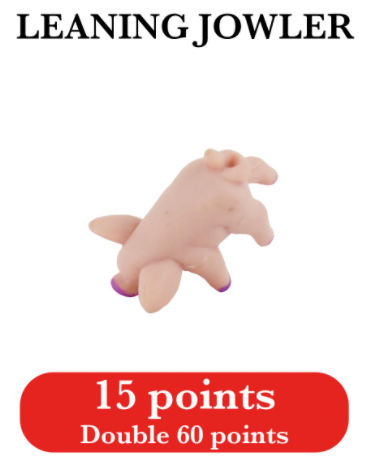 LEANING JOWLER
15 points
Double 60 points